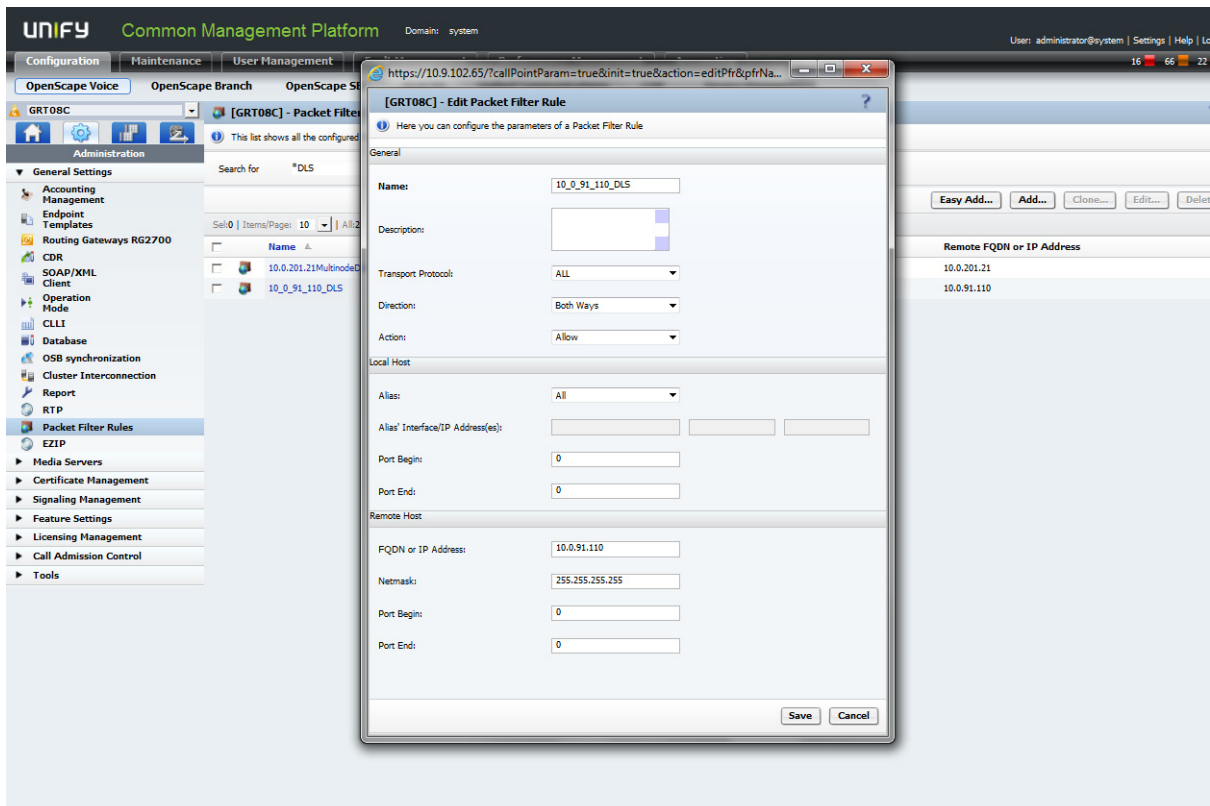 UNIFY Common Management Platform Domain: system
User: administrator@system | Settings | Help |
Configuration Maintenance User Management
16 66 22
OpenScape Voice OpenScape Branch OpenScape
GRT08C
Administration
General Settings
Accounting
Management
Endpoint
Templates
Routing Gateways RG2700
CDR
SOAP/XML
Client
Operation
Mode
CLLI
Database
OSB synchronization
Cluster Interconnection
Report
RTP
Packet Filter Rules
EZIP
Media Servers
Certificate Management
Signaling Management
Feature Settings
Licensing Management
Call Admission Control
Tools
[GRT08C] - Packet Filter
This list shows all the configured
Search for *DLS
Easy Add... Add... Clone... Edit... Delet
Sel:0 | Items/Page: 10 | All:2
Name Remote FQDN or IP Address
10.0.201.21MultinodeD 10.0.201.21
10_0_91_110_DLS 10.0.91.110
https://10.9.102.65/?callPointParam=true&init=true&action=editPfr&pfrNa...
[GRT08C] - Edit Packet Filter Rule ?
Here you can configure the parameters of a Packet Filter Rule
General
Name: 10_0_91_110_DLS
Description:
Transport Protocol: ALL
Direction: Both Ways
Action: Allow
Local Host
Alias: All
Alias' Interface/IP Address(es):
Port Begin: 0
Port End: 0
Remote Host
FQDN or IP Address: 10.0.91.110
Netmask: 255.255.255.255
Port Begin: 0
Port End: 0
Save Cancel